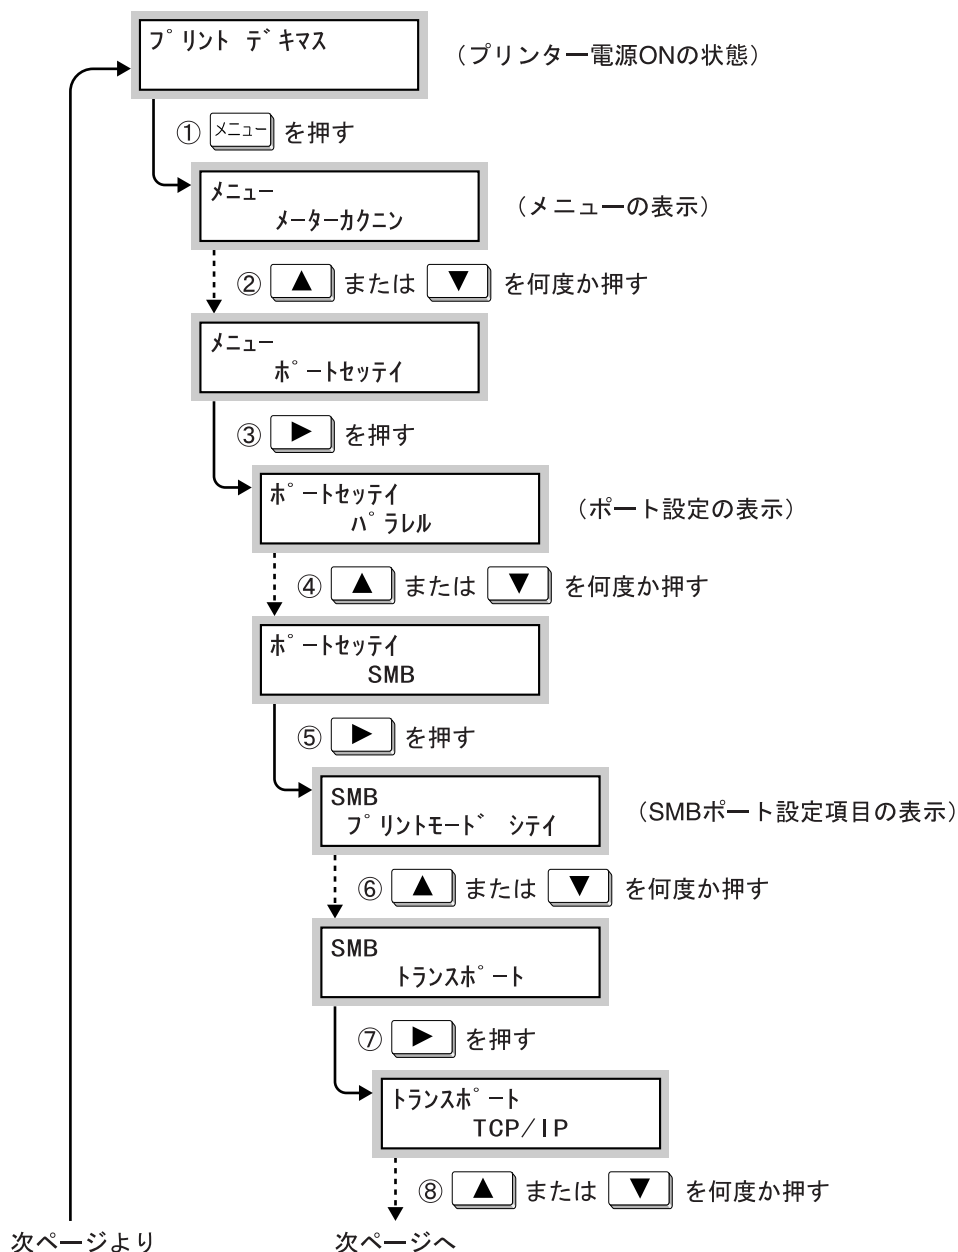 プリント デキマス
（プリンター電源ONの状態）
① メニュー を押す
メニュー
メーターカクニン
（メニューの表示）
② ▲ または ▼ を何度か押す
メニュー
ポートセッテイ
③ ▶ を押す
ポートセッテイ
パラレル
（ポート設定の表示）
④ ▲ または ▼ を何度か押す
ポートセッテイ
SMB
⑤ ▶ を押す
SMB
プリントモード シテイ
（SMBポート設定項目の表示）
⑥ ▲ または ▼ を何度か押す
SMB
トランスポート
⑦ ▶ を押す
トランスポート
TCP/IP
⑧ ▲ または ▼ を何度か押す
次ページより 次ページへ